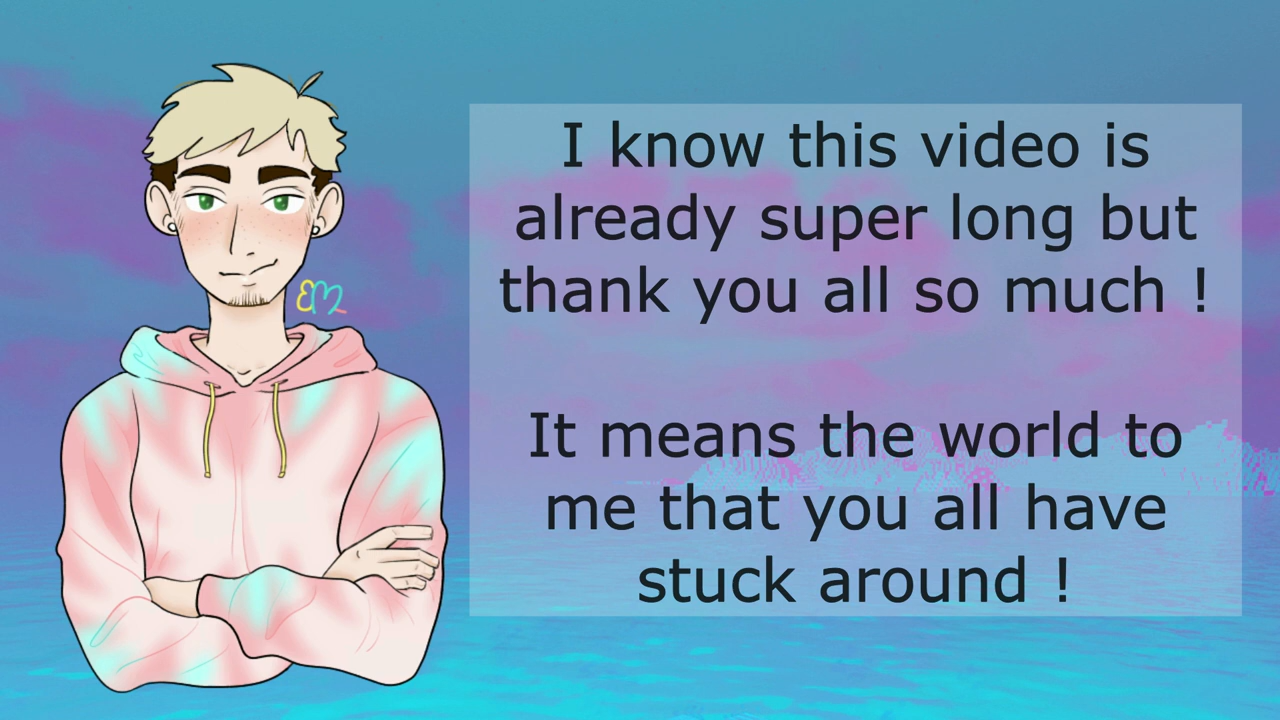 I know this video is
already super long but
thank you all so much !
It means the world to
me that you all have
stuck around !